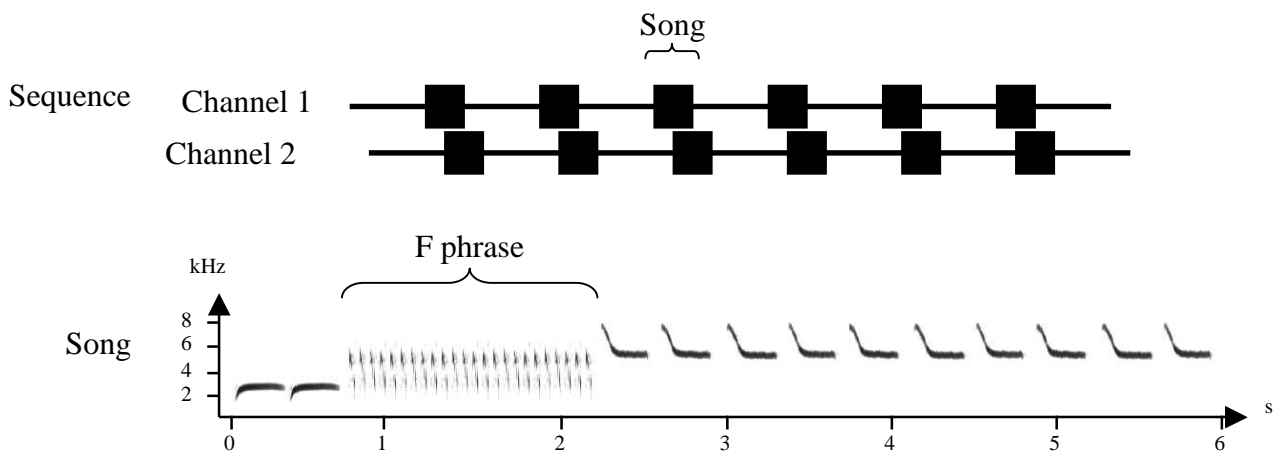 Song
Sequence Channel 1
Channel 2
F phrase
kHz
8
6
Song
4
2
s
0 1 2 3 4 5 6